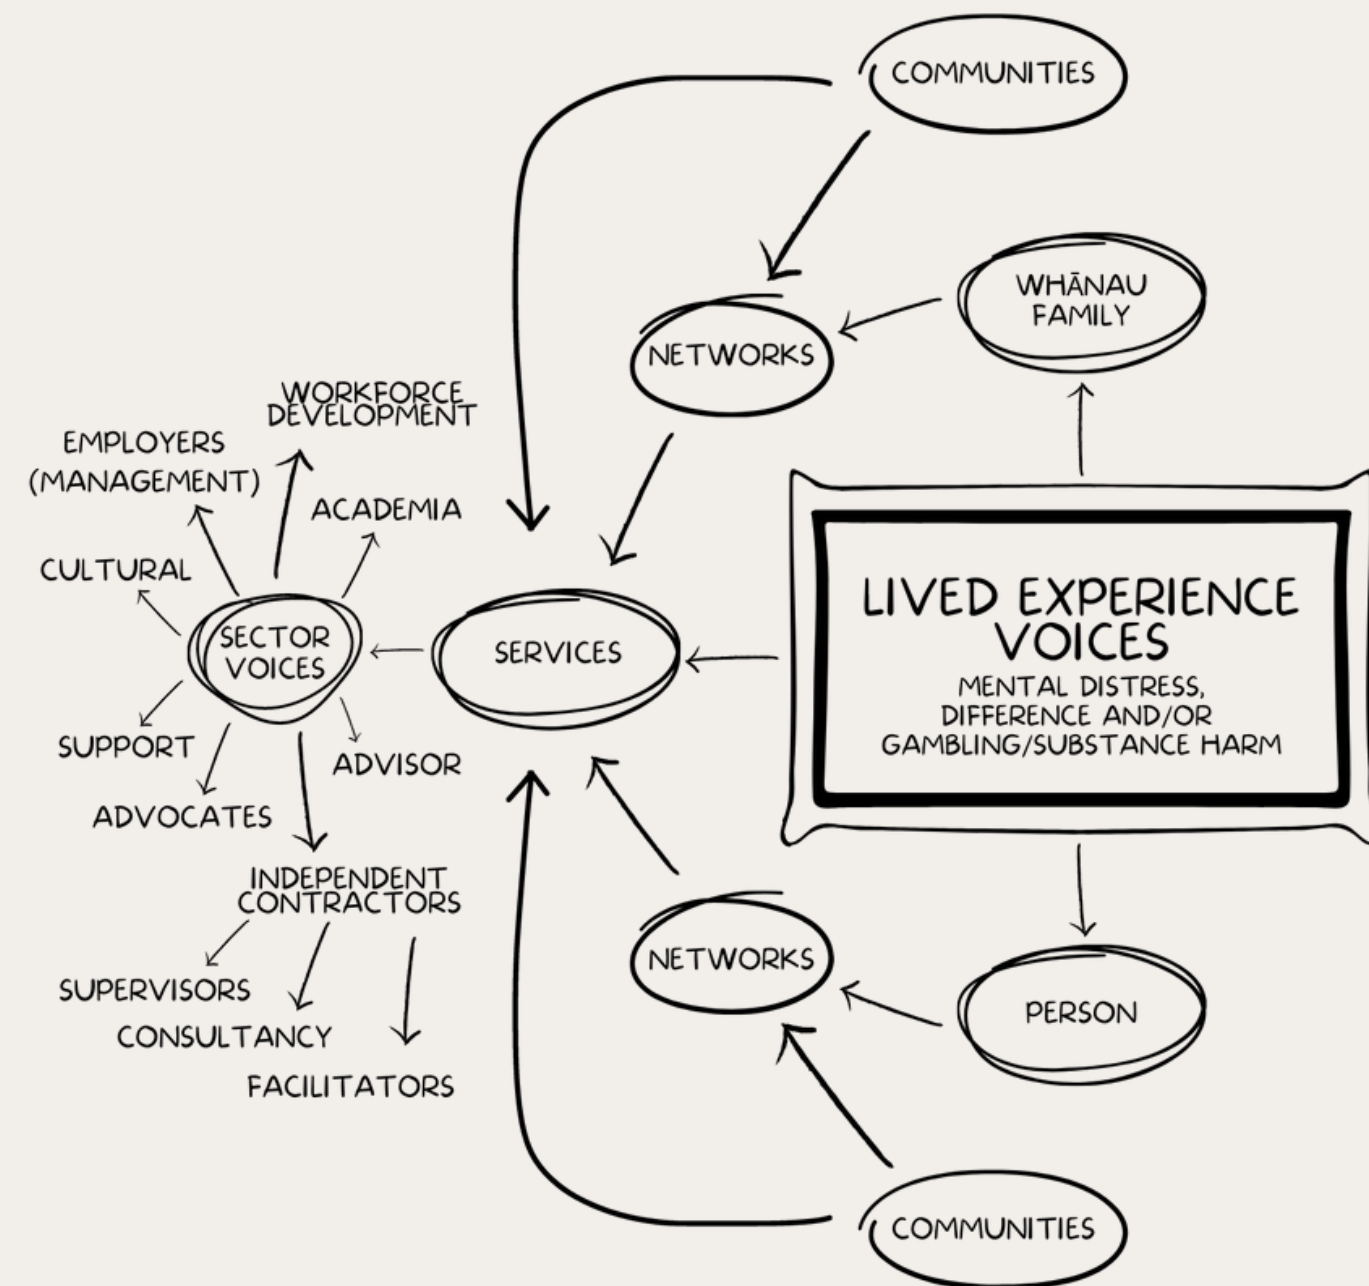 COMMUNITIES
WHĀNAU
FAMILY
NETWORKS
WORKFORCE
DEVELOPMENT
EMPLOYERS
(MANAGEMENT)
ACADEMIA
CULTURAL
SECTOR
VOICES
SERVICES
LIVED EXPERIENCE
VOICES
MENTAL DISTRESS,
DIFFERENCE AND/OR
GAMBLING/SUBSTANCE HARM
SUPPORT
ADVISOR
ADVOCATES
INDEPENDENT
CONTRACTORS
SUPERVISORS
CONSULTANCY
FACILITATORS
NETWORKS
PERSON
COMMUNITIES